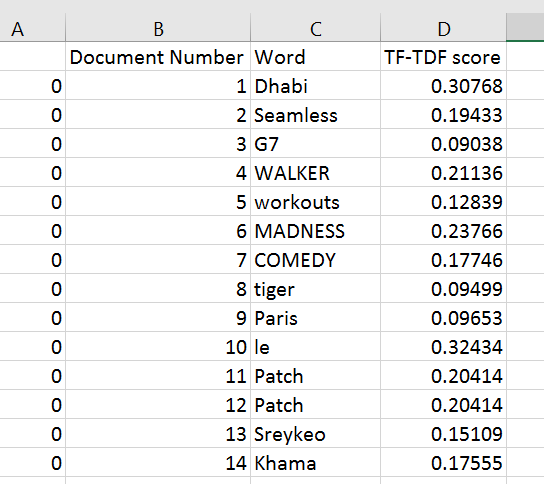 A B C D
Document Number Word TF-TDF score
0 1 Dhabi 0.30768
0 2 Seamless 0.19433
0 3 G7 0.09038
0 4 WALKER 0.21136
0 5 workouts 0.12839
0 6 MADNESS 0.23766
0 7 COMEDY 0.17746
0 8 tiger 0.09499
0 9 Paris 0.09653
0 10 le 0.32434
0 11 Patch 0.20414
0 12 Patch 0.20414
0 13 Sreykeo 0.15109
0 14 Khama 0.17555